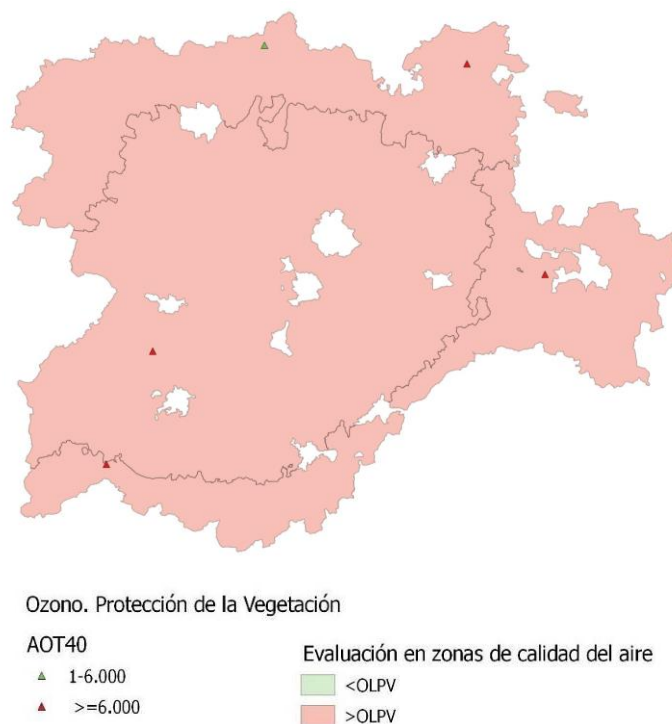 Ozono. Protección de la Vegetación
AOT40
1-6.000
>=6.000
Evaluación en zonas de calidad del aire
<OLPV
>OLPV